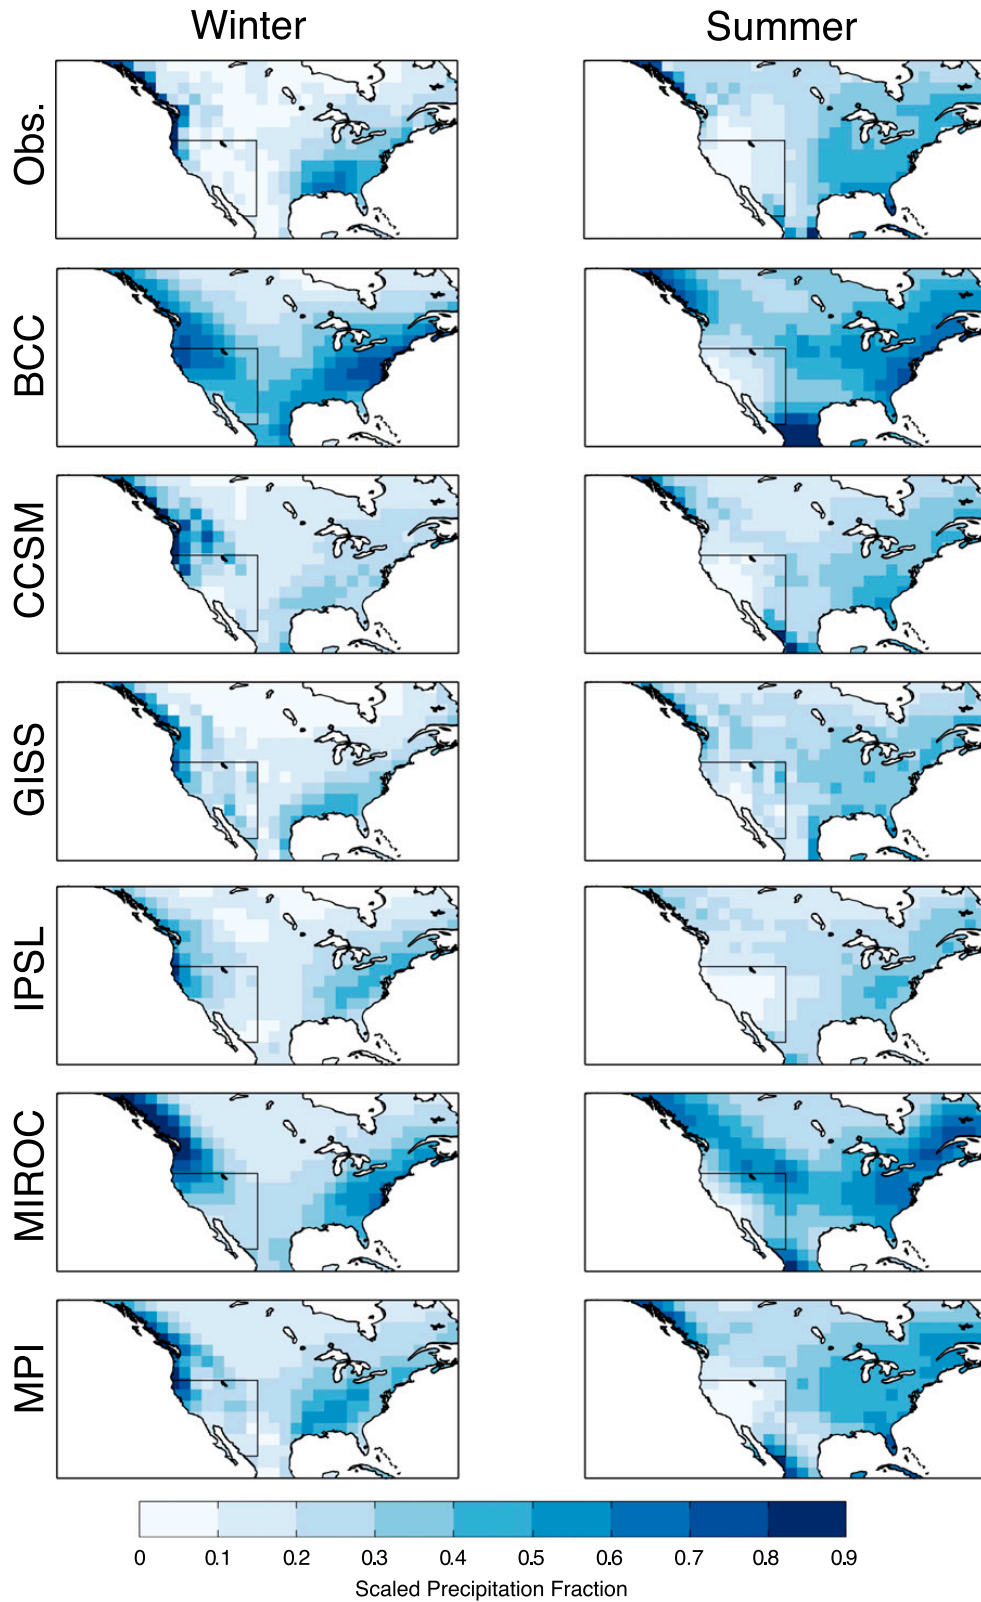 Winter Summer
Obs.
BCC
CCSM
GISS
IPSL
MIROC
MPI
0 0.1 0.2 0.3 0.4 0.5 0.6 0.7 0.8 0.9
Scaled Precipitation Fraction